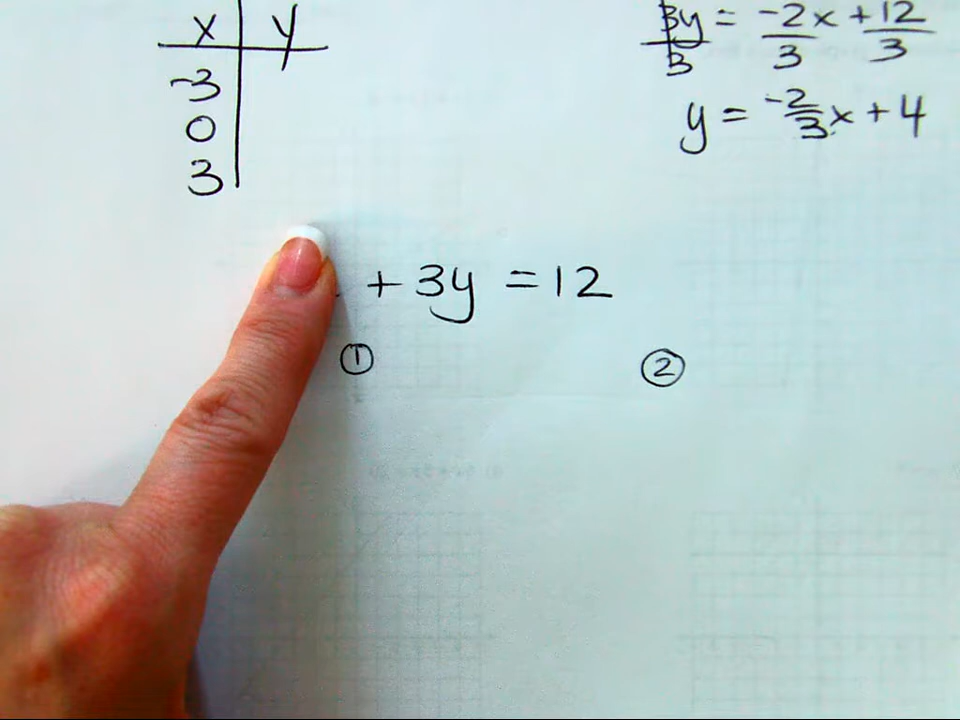 x y
-3
0
3
3y/3 = -2x/3 + 12/3
y = -2/3x + 4
+ 3y = 12
① ②